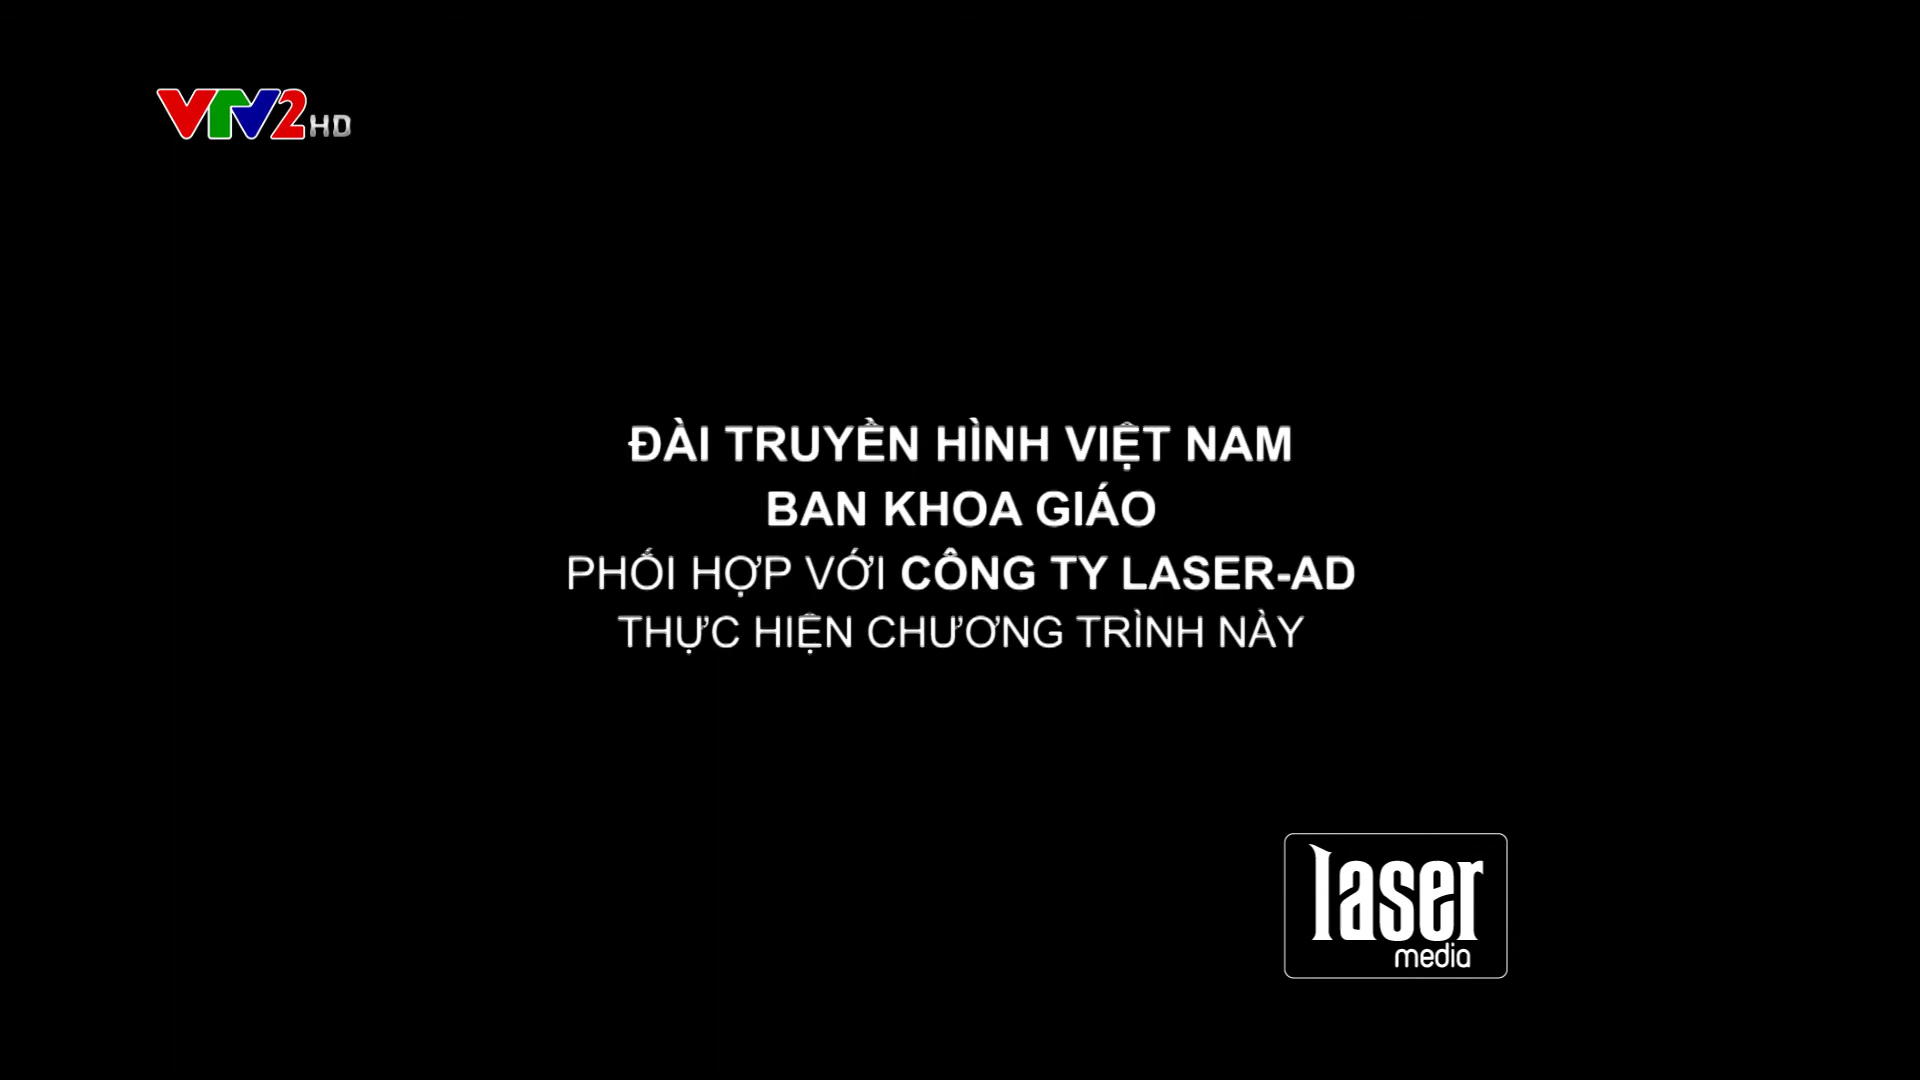 VTV2 HD
ĐÀI TRUYỀN HÌNH VIỆT NAM
BAN KHOA GIÁO
PHỐI HỢP VỚI CÔNG TY LASER-AD
THỰC HIỆN CHƯƠNG TRÌNH NÀY
laser
media